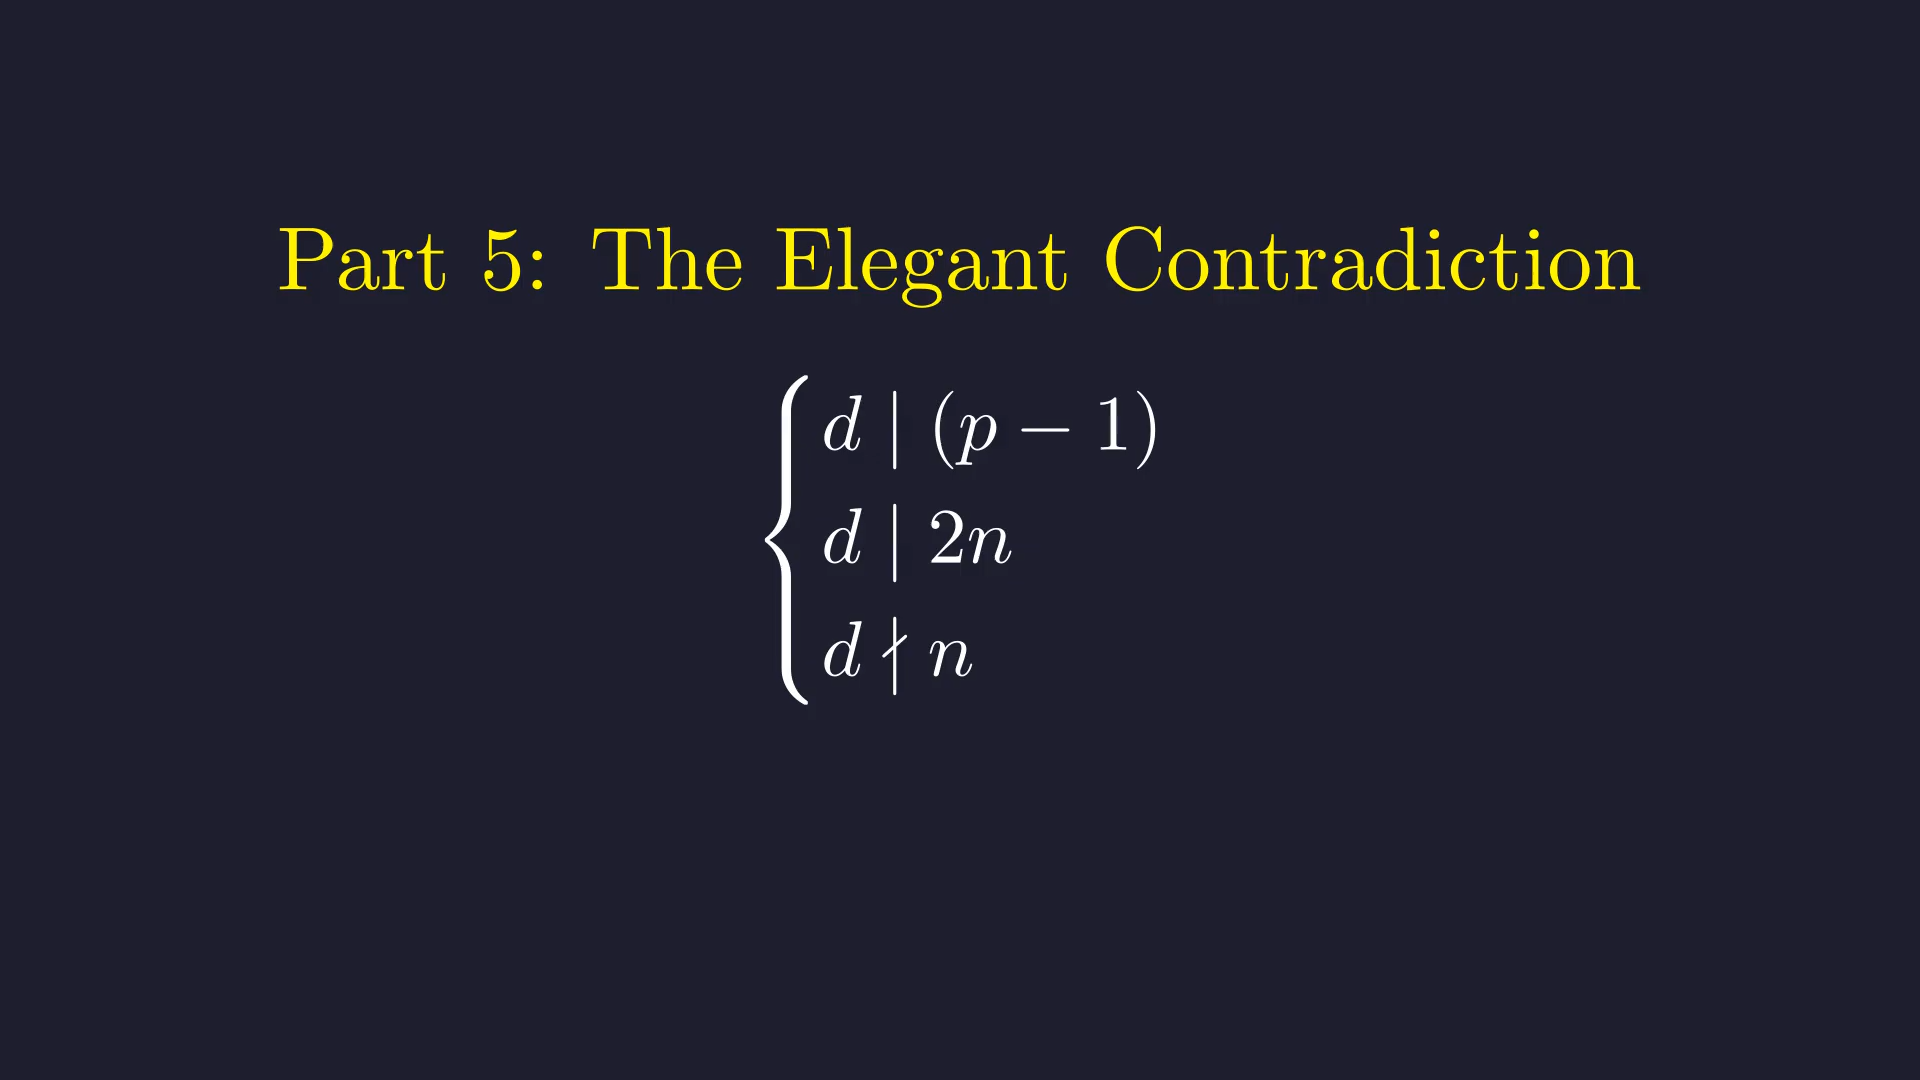 Part 5: The Elegant Contradiction
d | (p − 1)
d | 2n
d ∤ n